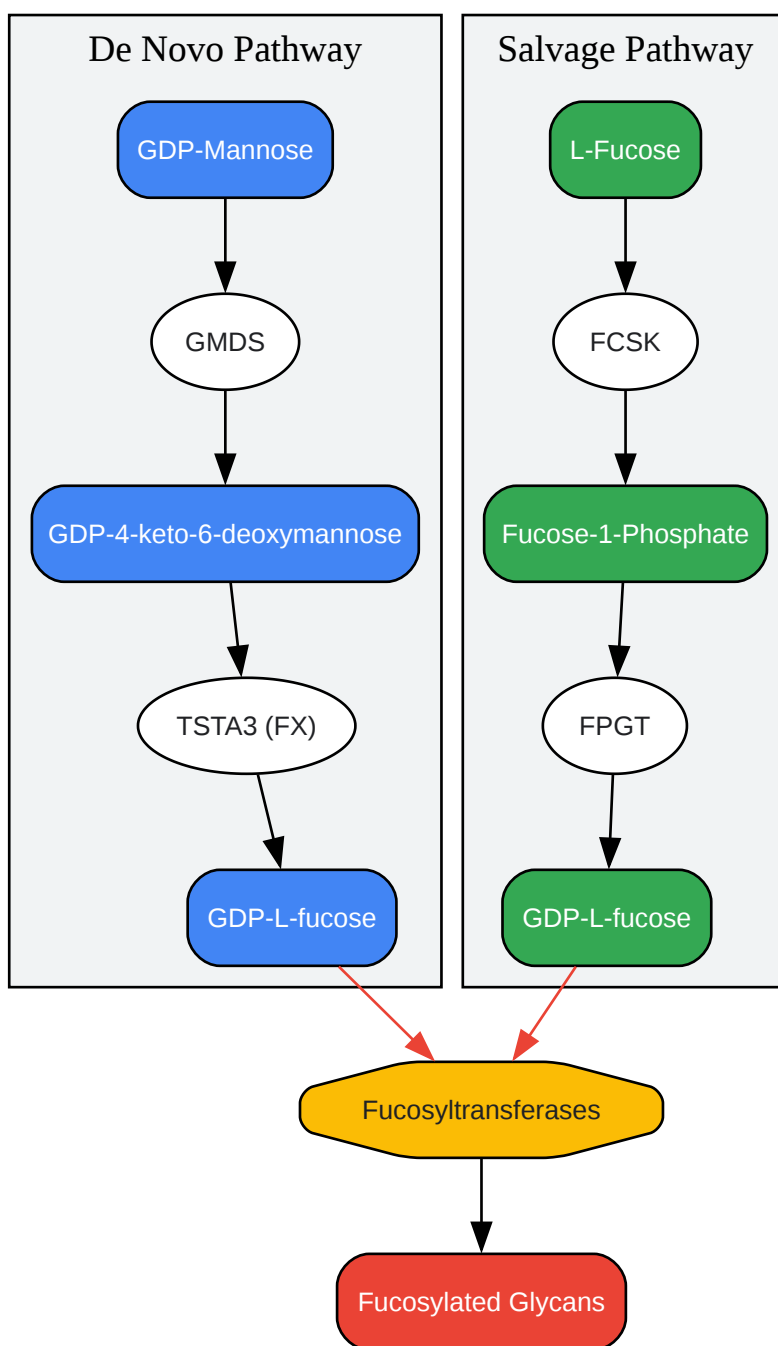 De Novo Pathway
GDP-Mannose
GMDS
GDP-4-keto-6-deoxymannose
TSTA3 (FX)
GDP-L-fucose
Salvage Pathway
L-Fucose
FCSK
Fucose-1-Phosphate
FPGT
GDP-L-fucose
Fucosyltransferases
Fucosylated Glycans